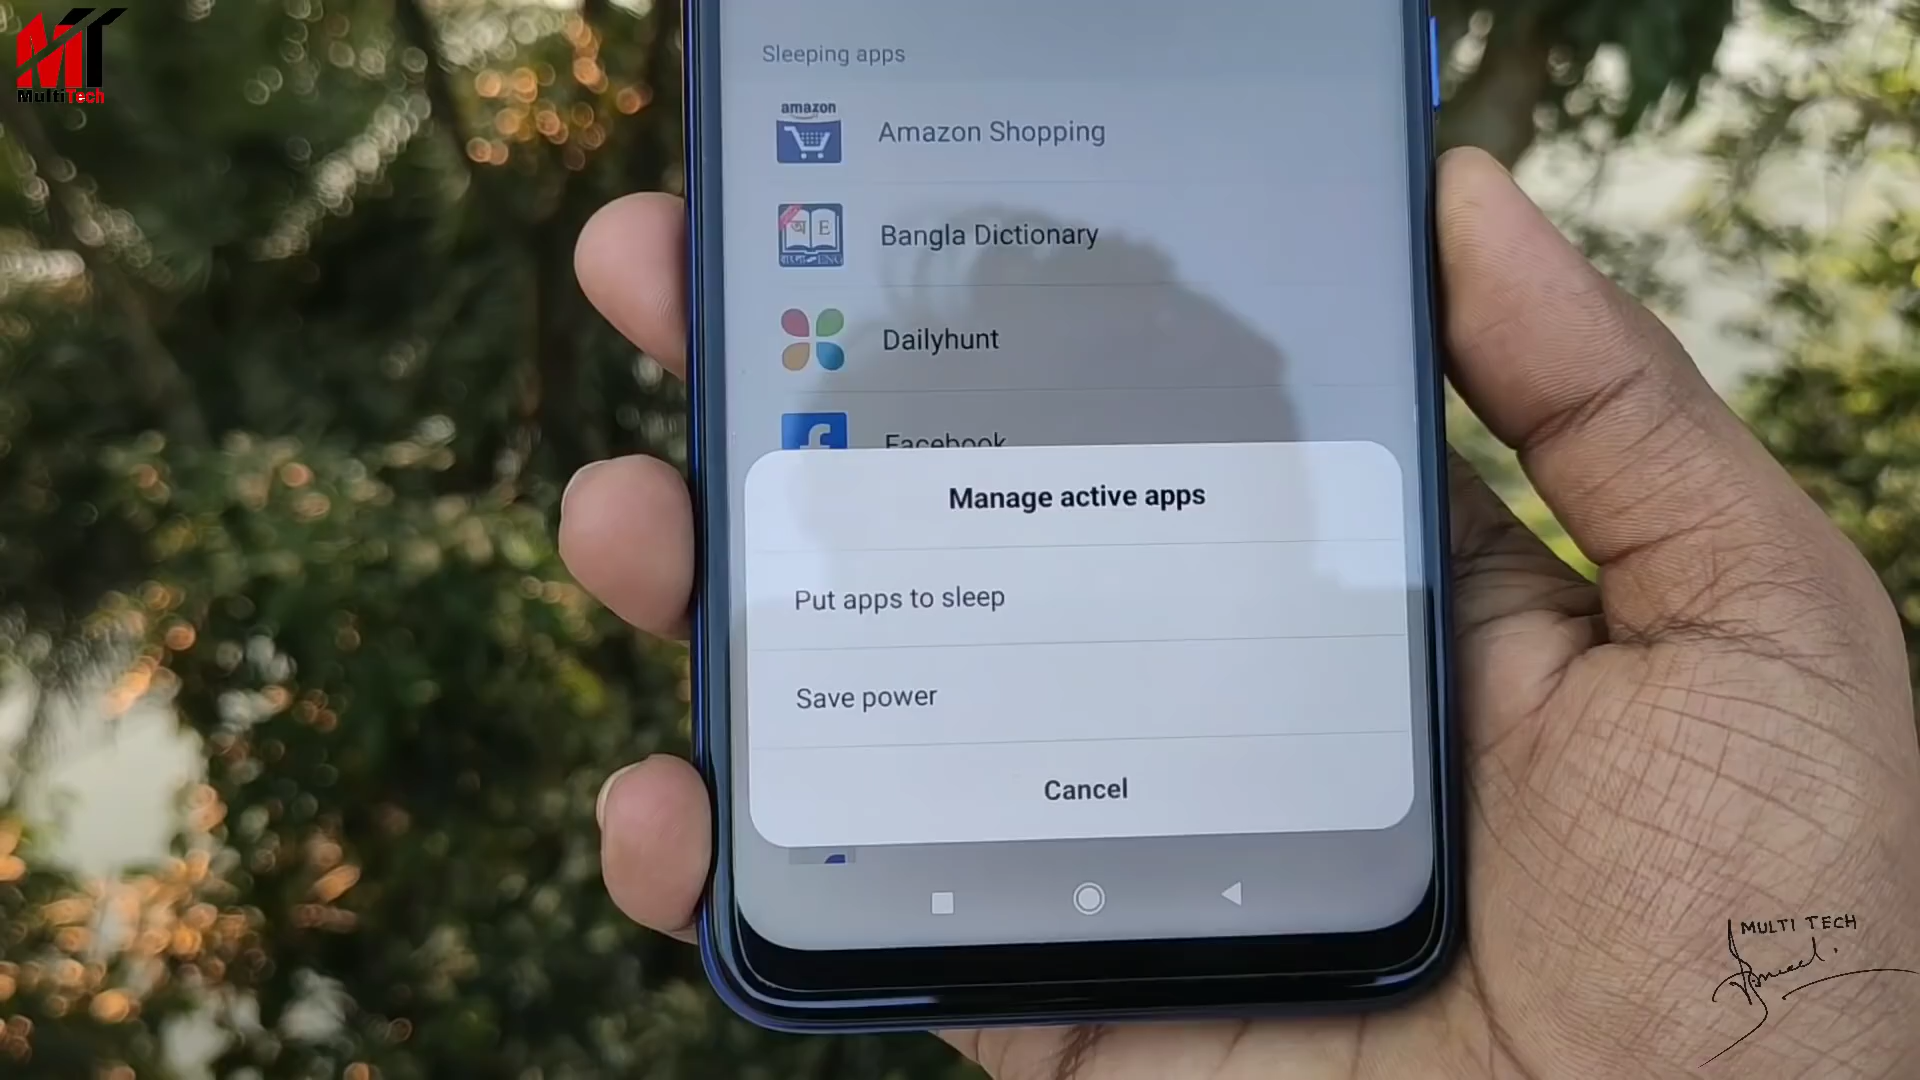 MultiTech
Sleeping apps
amazon
Amazon Shopping
অ E
বাংলা ENG
Bangla Dictionary
Dailyhunt
f
Facebook
Manage active apps
Put apps to sleep
Save power
Cancel
MULTI TECH